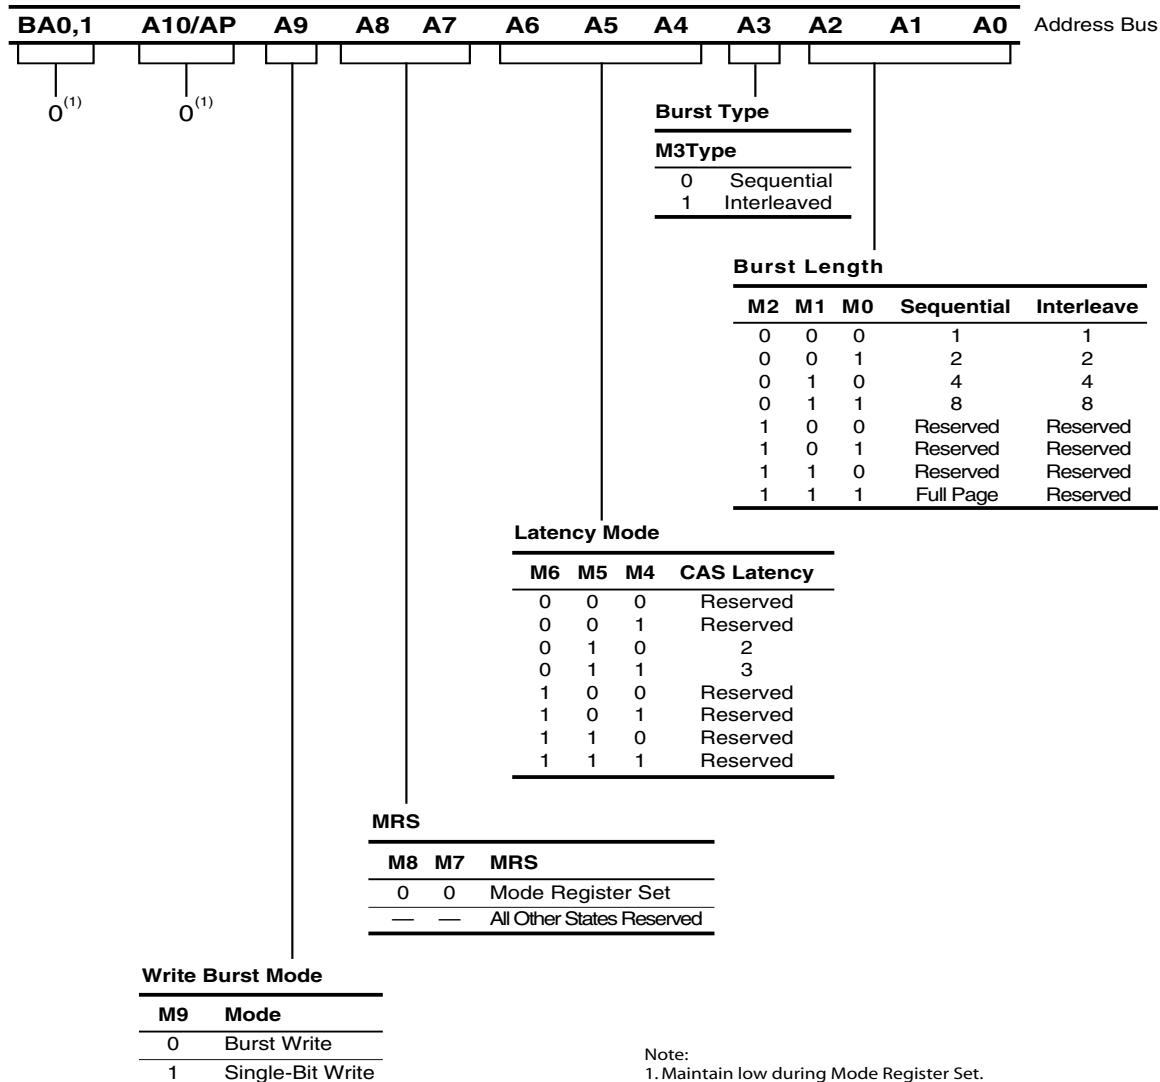 BA0,1 A10/AP A9 A8 A7 A6 A5 A4 A3 A2 A1 A0 Address Bus
0(1) 0(1)
Burst Type
M3Type
0 Sequential
1 Interleaved
Burst Length
M2 M1 M0 Sequential Interleave
0 0 0 1 1
0 0 1 2 2
0 1 0 4 4
0 1 1 8 8
1 0 0 Reserved Reserved
1 0 1 Reserved Reserved
1 1 0 Reserved Reserved
1 1 1 Full Page Reserved
Latency Mode
M6 M5 M4 CAS Latency
0 0 0 Reserved
0 0 1 Reserved
0 1 0 2
0 1 1 3
1 0 0 Reserved
1 0 1 Reserved
1 1 0 Reserved
1 1 1 Reserved
MRS
M8 M7 MRS
0 0 Mode Register Set
— — All Other States Reserved
Write Burst Mode
M9 Mode
0 Burst Write
1 Single-Bit Write
Note:
1. Maintain low during Mode Register Set.